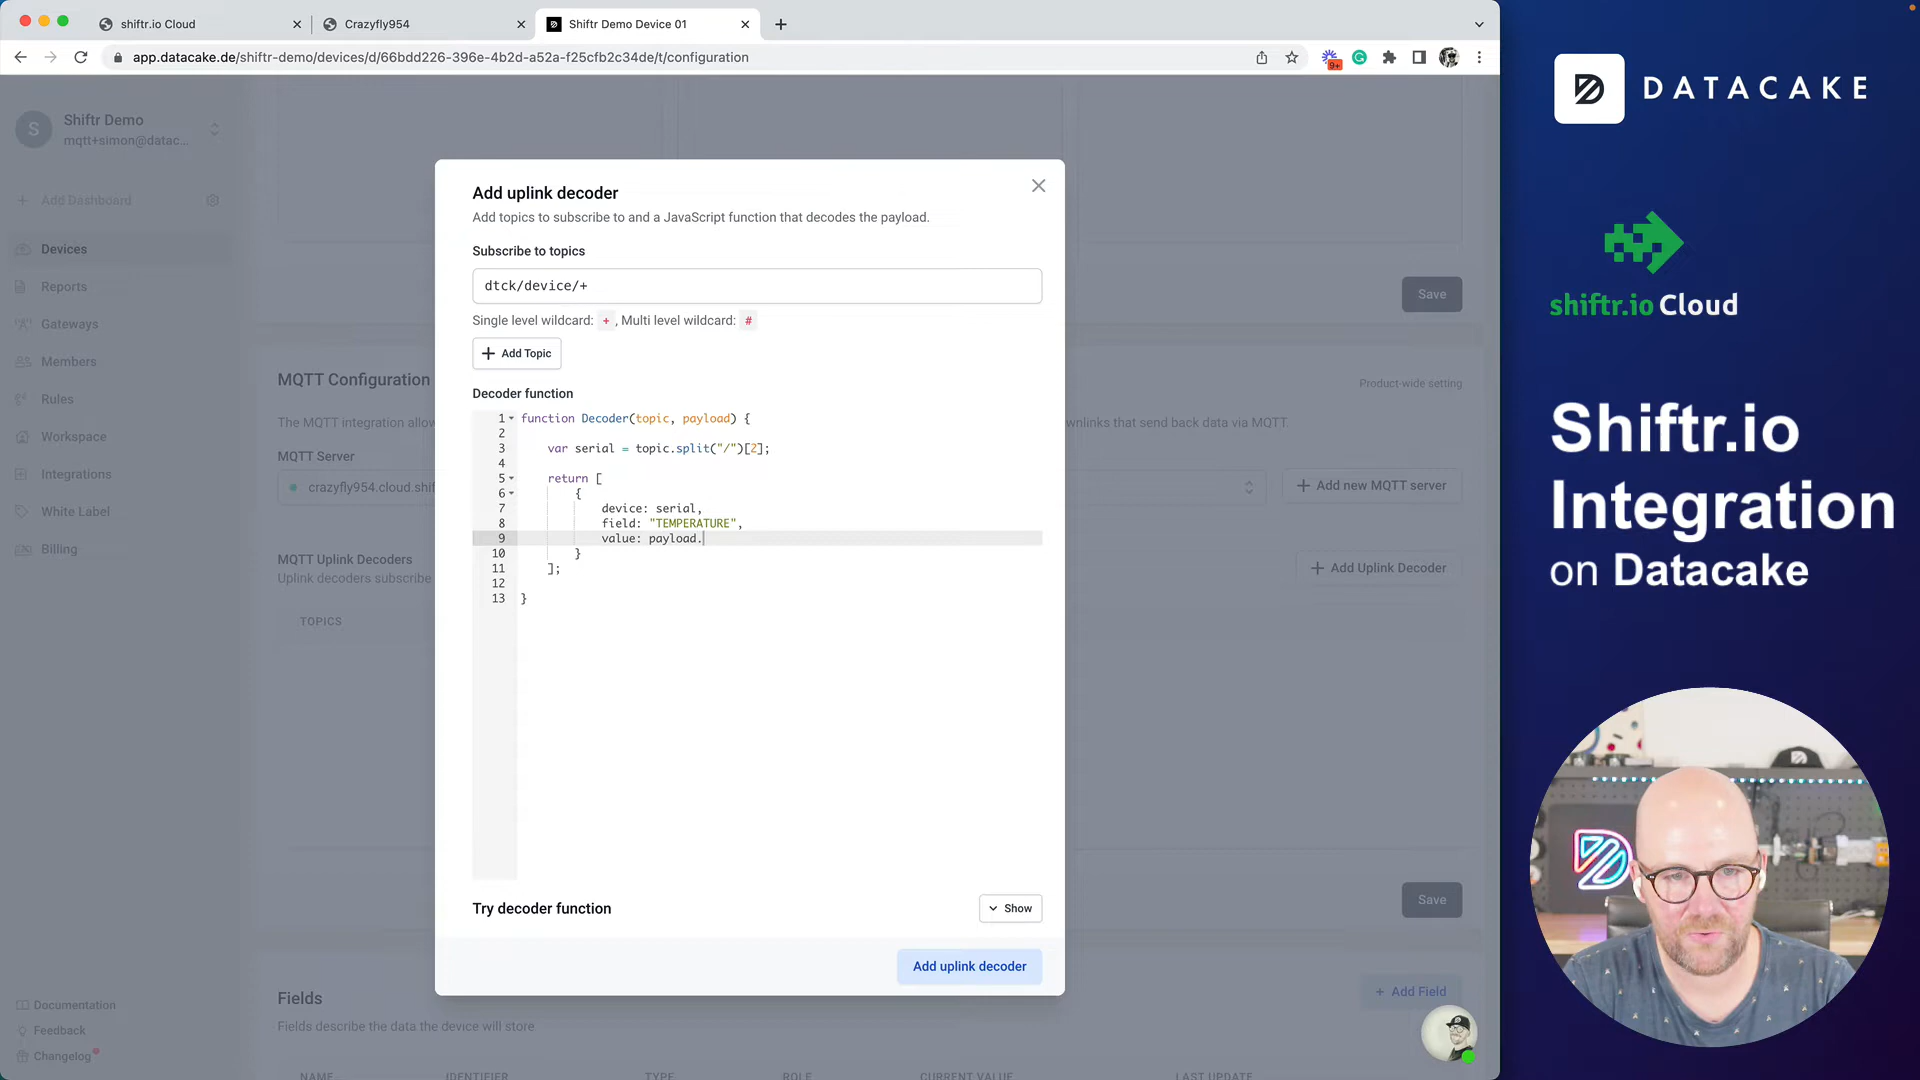 shiftr.io Cloud
Crazyfly954
Shiftr Demo Device 01
app.datacake.de/shiftr-demo/devices/d/66bdd226-396e-4b2d-a52a-f25cfb2c34de/t/configuration
9+
S
Shiftr Demo
mqtt+simon@datac...
Add Dashboard
Devices
Reports
Gateways
Members
Rules
Workspace
Integrations
White Label
Billing
Documentation
Feedback
Changelog
Save
MQTT Configuration
Product-wide setting
The MQTT integration allow
wnlinks that send back data via MQTT.
MQTT Server
crazyfly954.cloud.shif
Add new MQTT server
MQTT Uplink Decoders
Uplink decoders subscribe
Add Uplink Decoder
TOPICS
Save
Fields
+ Add Field
Fields describe the data the device will store
NAME
IDENTIFIER
TYPE
ROLE
CURRENT VALUE
LAST UPDATE
Add uplink decoder
Add topics to subscribe to and a JavaScript function that decodes the payload.
Subscribe to topics
dtck/device/+
Single level wildcard: + , Multi level wildcard: #
Add Topic
Decoder function
1 function Decoder(topic, payload) {
2
3 var serial = topic.split("/")[2];
4
5 return [
6 {
7 device: serial,
8 field: "TEMPERATURE",
9 value: payload.
10 }
11 ];
12
13 }
Try decoder function
Show
Add uplink decoder
DATACAKE
shiftr.io Cloud
Shiftr.io
Integration
on Datacake